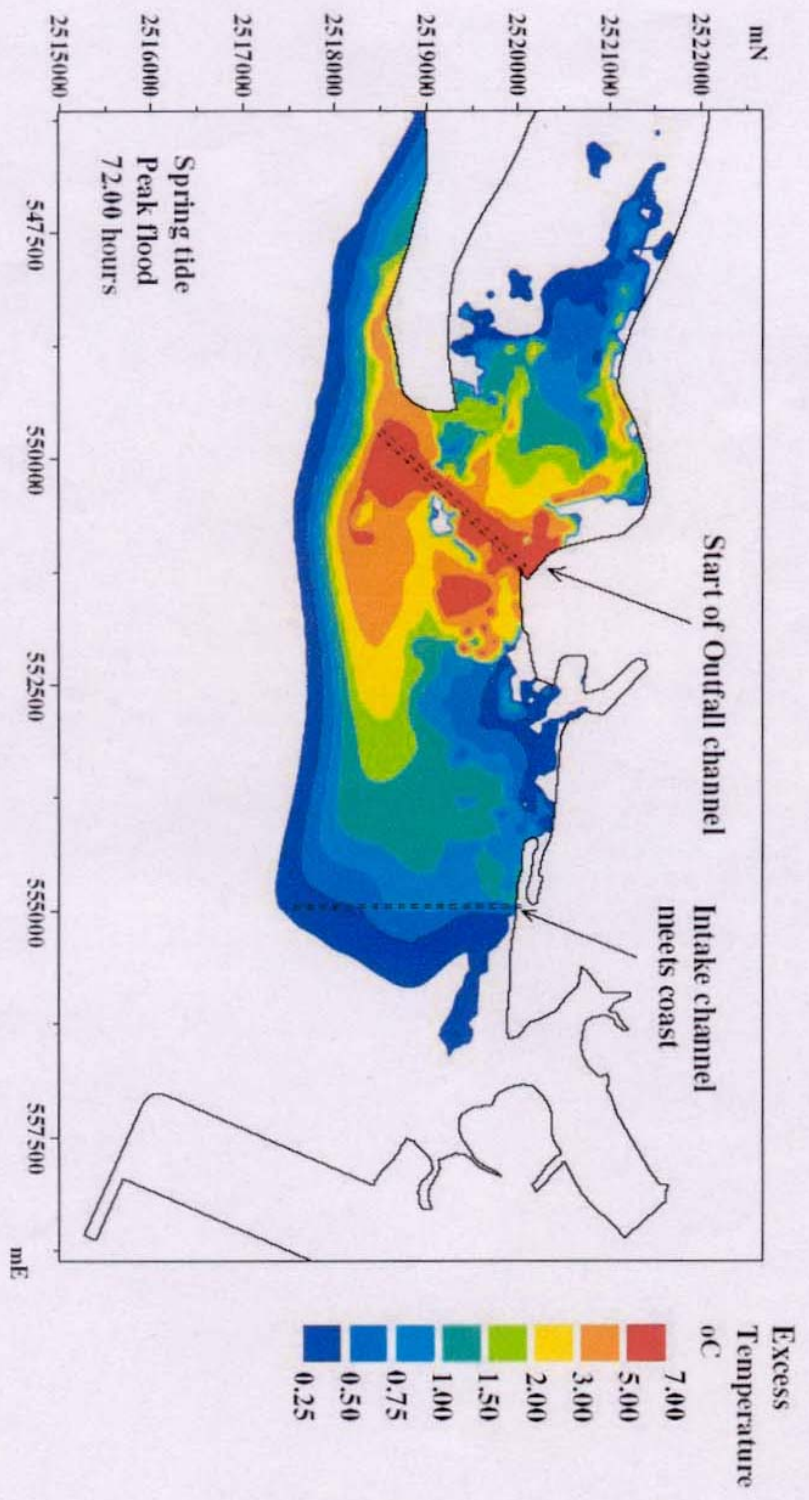 mN
2522000
2521000
2520000
2519000
2518000
2517000
2516000
2515000
547500
550000
552500
555000
557500
mE
Start of Outfall channel
Intake channel
meets coast
Spring tide
Peak flood
72.00 hours
Excess
Temperature
oC
7.00
5.00
3.00
2.00
1.50
1.00
0.75
0.50
0.25